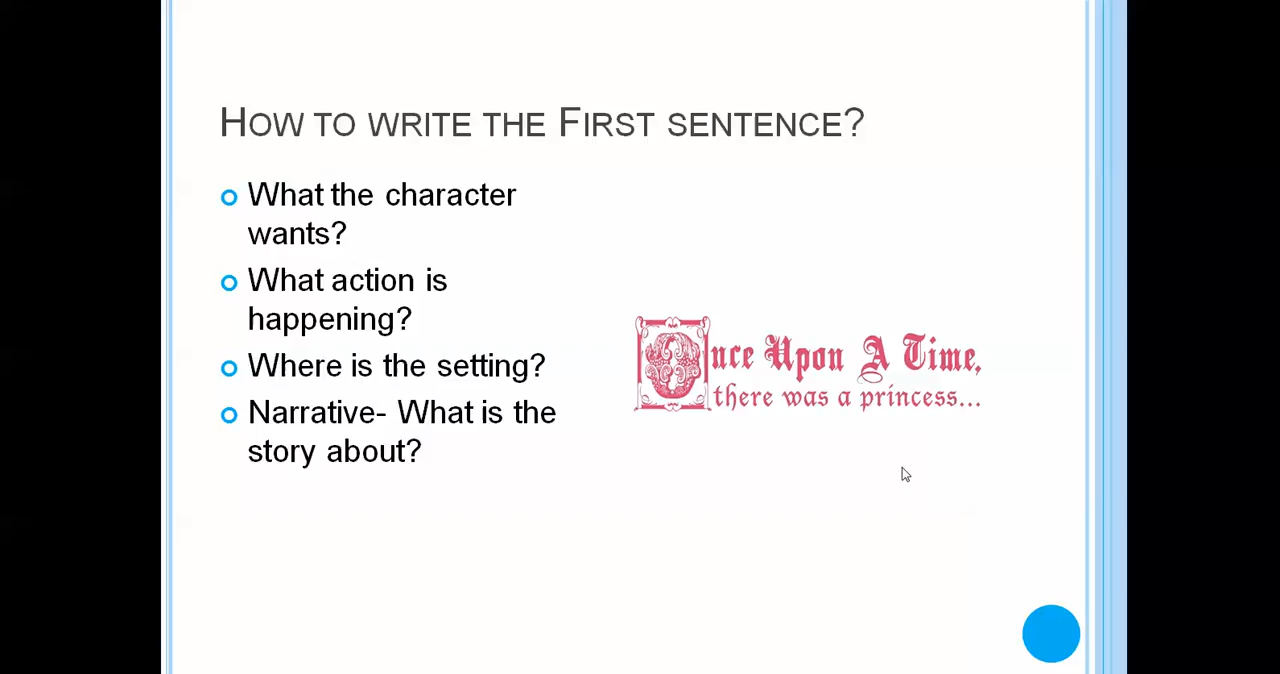 HOW TO WRITE THE FIRST SENTENCE?
What the character
wants?
What action is
happening?
Where is the setting?
Narrative- What is the
story about?
Once Upon A Time,
there was a princess...